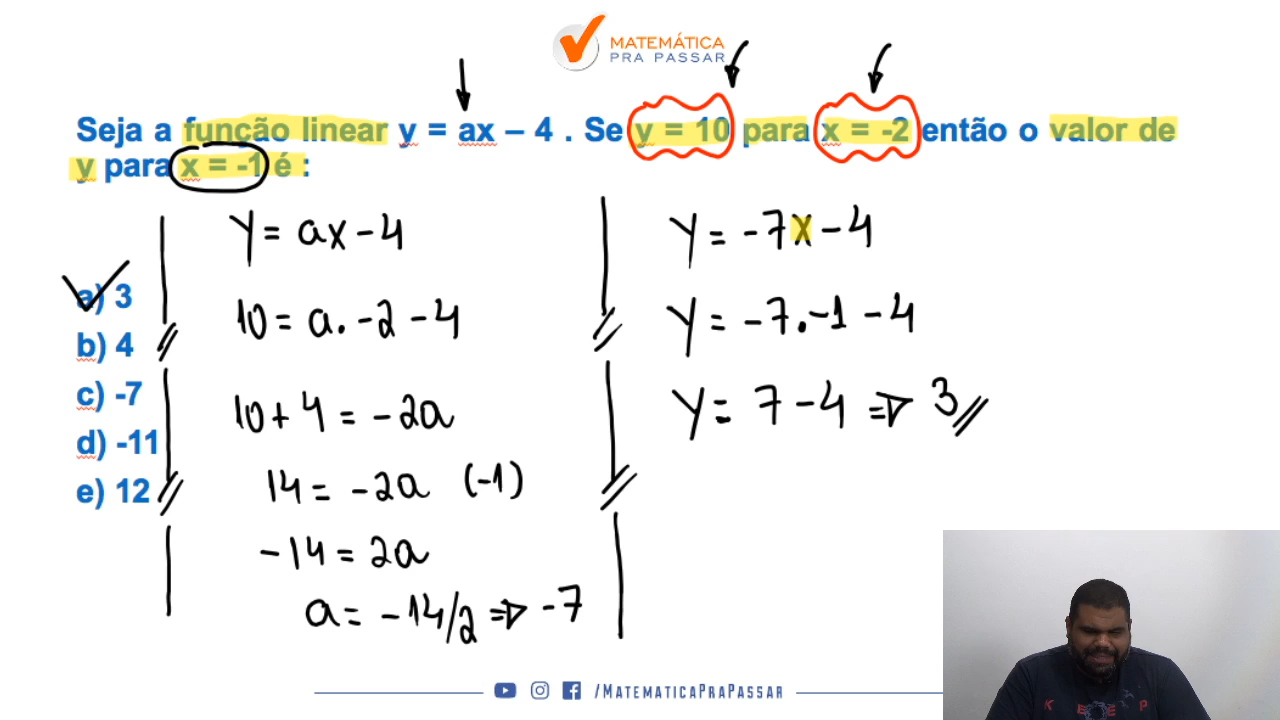 MATEMÁTICA
PRA PASSAR
Seja a função linear y = ax – 4 . Se y = 10 para x = -2 então o valor de
y para x = -1 é :
a) 3
b) 4
c) -7
d) -11
e) 12
y = ax - 4
10 = a. -2 - 4
10 + 4 = -2a
14 = -2a (-1)
-14 = 2a
a = -14/2 => -7
y = -7x - 4
y = -7.-1 - 4
y = 7 - 4 => 3//
/MATEMATICAPRAPASSAR
K E E P